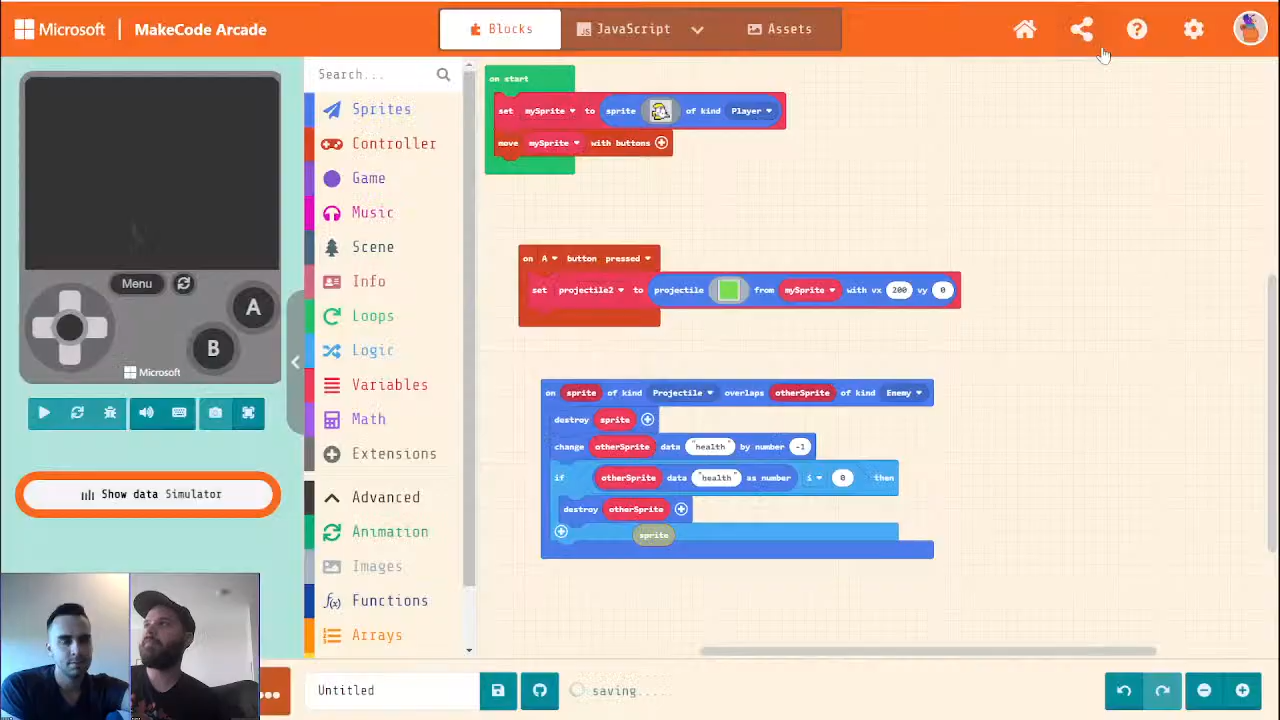 Microsoft | MakeCode Arcade
Blocks
JavaScript
Assets
Search...
Sprites
Controller
Game
Music
Scene
Info
Loops
Logic
Variables
Math
Extensions
Advanced
Animation
Images
Functions
Arrays
Menu
A
B
Microsoft
Show data Simulator
on start
set mySprite to sprite of kind Player
move mySprite with buttons
on A button pressed
set projectile2 to projectile from mySprite with vx 200 vy 0
on sprite of kind Projectile overlaps otherSprite of kind Enemy
destroy sprite
change otherSprite data "health" by number -1
if otherSprite data "health" as number ≤ 0 then
destroy otherSprite
sprite
Untitled
saving...